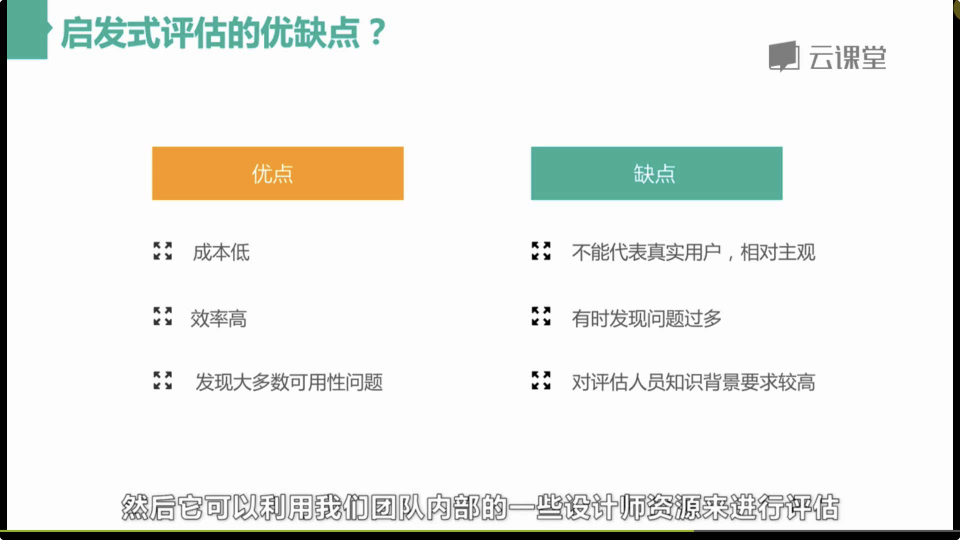 启发式评估的优缺点？
云课堂
优点
缺点
成本低
不能代表真实用户，相对主观
效率高
有时发现问题过多
发现大多数可用性问题
对评估人员知识背景要求较高
然后它可以利用我们团队内部的一些设计师资源来进行评估